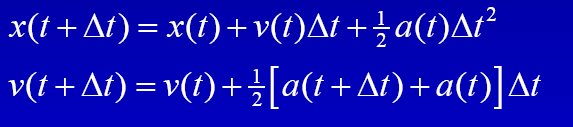 x(t + Δt) = x(t) + v(t)Δt + ½ a(t)Δt²
v(t + Δt) = v(t) + ½ [a(t + Δt) + a(t)] Δt